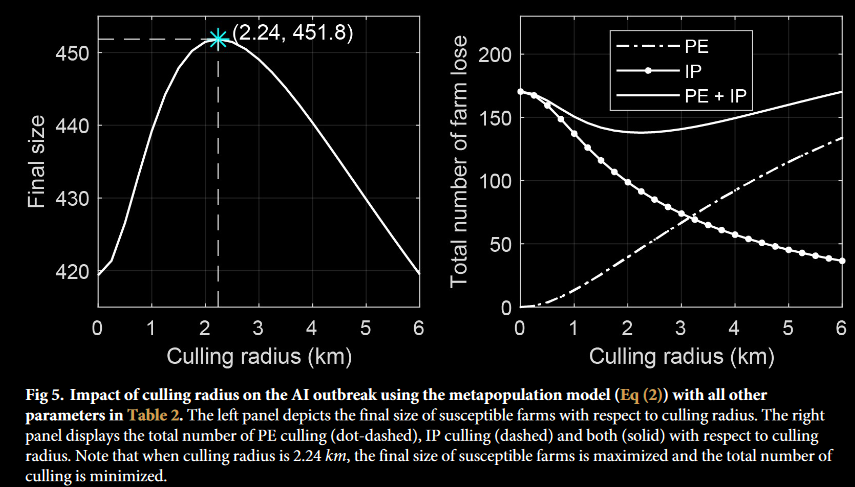 (2.24, 451.8)
450
440
430
420
Final size
0 1 2 3 4 5 6
Culling radius (km)
PE
IP
PE + IP
200
150
100
50
0
Total number of farm lose
0 1 2 3 4 5 6
Culling radius (km)
Fig 5. Impact of culling radius on the AI outbreak using the metapopulation model (Eq (2)) with all other
parameters in Table 2. The left panel depicts the final size of susceptible farms with respect to culling radius. The right
panel displays the total number of PE culling (dot-dashed), IP culling (dashed) and both (solid) with respect to culling
radius. Note that when culling radius is 2.24 km, the final size of susceptible farms is maximized and the total number of
culling is minimized.